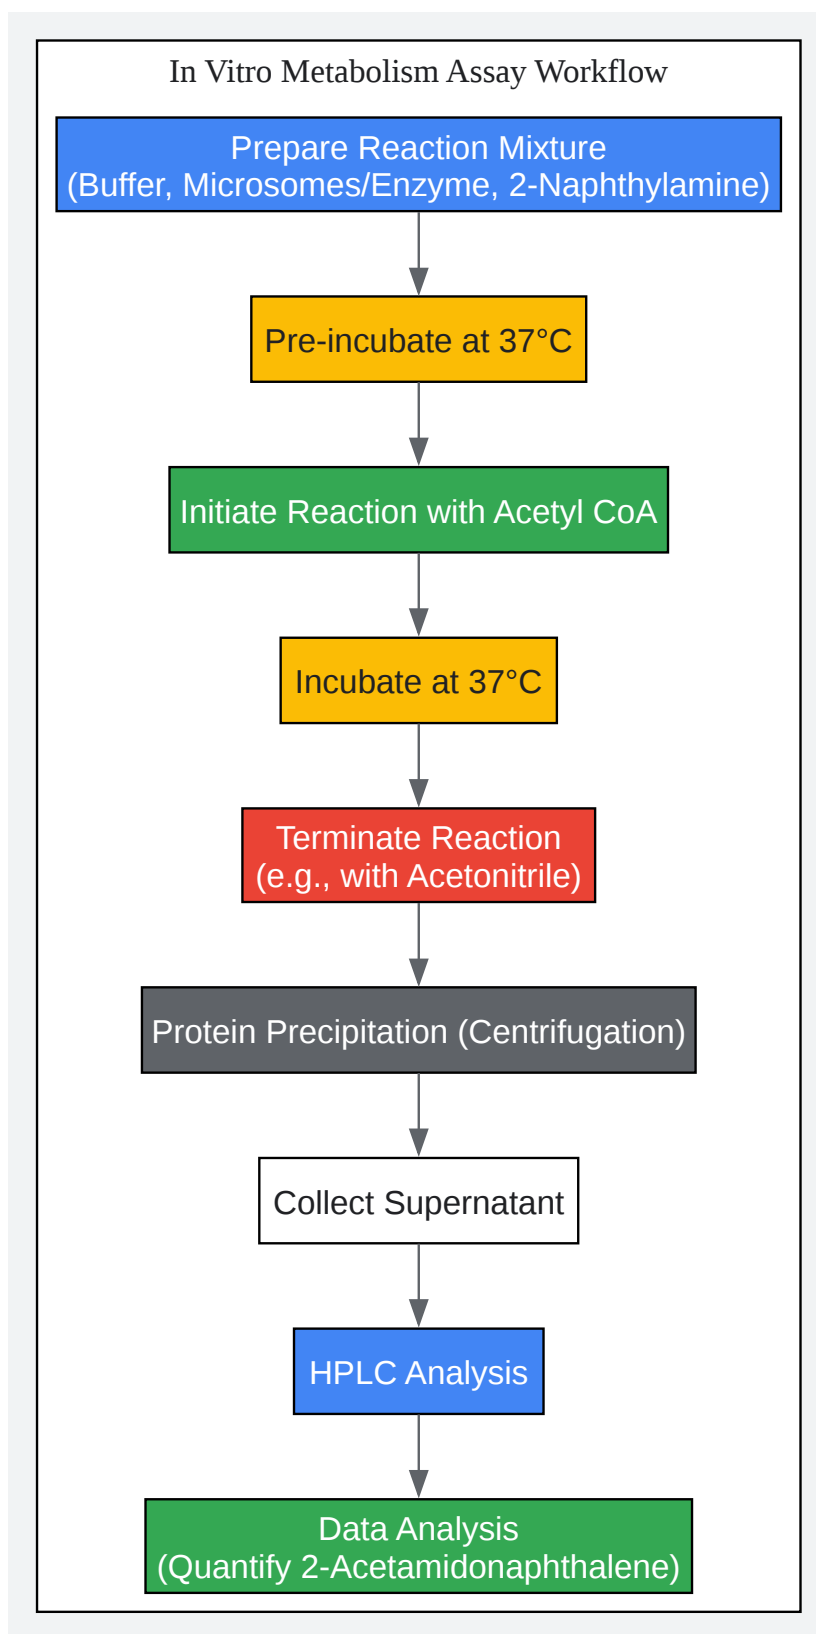 In Vitro Metabolism Assay Workflow
Prepare Reaction Mixture
(Buffer, Microsomes/Enzyme, 2-Naphthylamine)
Pre-incubate at 37°C
Initiate Reaction with Acetyl CoA
Incubate at 37°C
Terminate Reaction
(e.g., with Acetonitrile)
Protein Precipitation (Centrifugation)
Collect Supernatant
HPLC Analysis
Data Analysis
(Quantify 2-Acetamidonaphthalene)